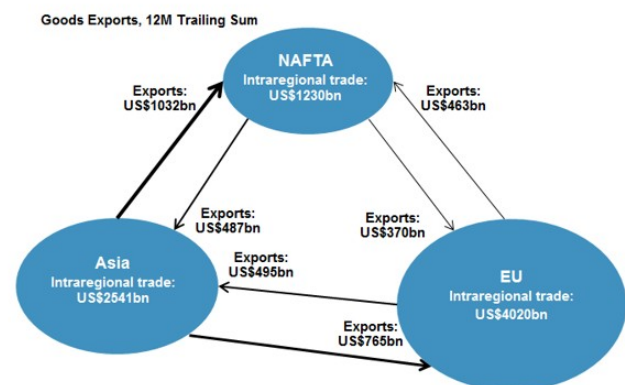 Goods Exports, 12M Trailing Sum
NAFTA
Intraregional trade:
US$1230bn
Exports:
US$1032bn
Exports:
US$463bn
Exports:
US$487bn
Exports:
US$370bn
Asia
Intraregional trade:
US$2541bn
Exports:
US$495bn
EU
Intraregional trade:
US$4020bn
Exports:
US$765bn